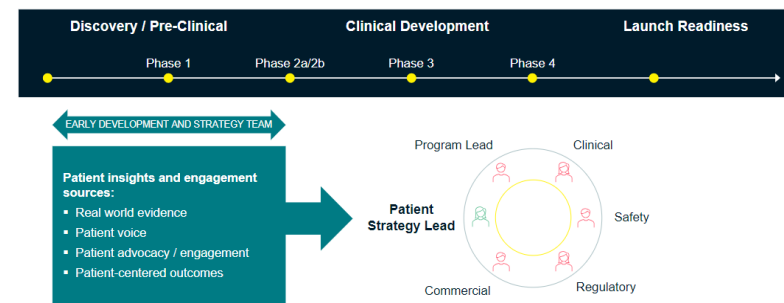 Discovery / Pre-Clinical
Clinical Development
Launch Readiness
Phase 1
Phase 2a/2b
Phase 3
Phase 4
EARLY DEVELOPMENT AND STRATEGY TEAM
Patient insights and engagement
sources:
▪ Real world evidence
▪ Patient voice
▪ Patient advocacy / engagement
▪ Patient-centered outcomes
Program Lead
Clinical
Patient
Strategy Lead
Safety
Commercial
Regulatory